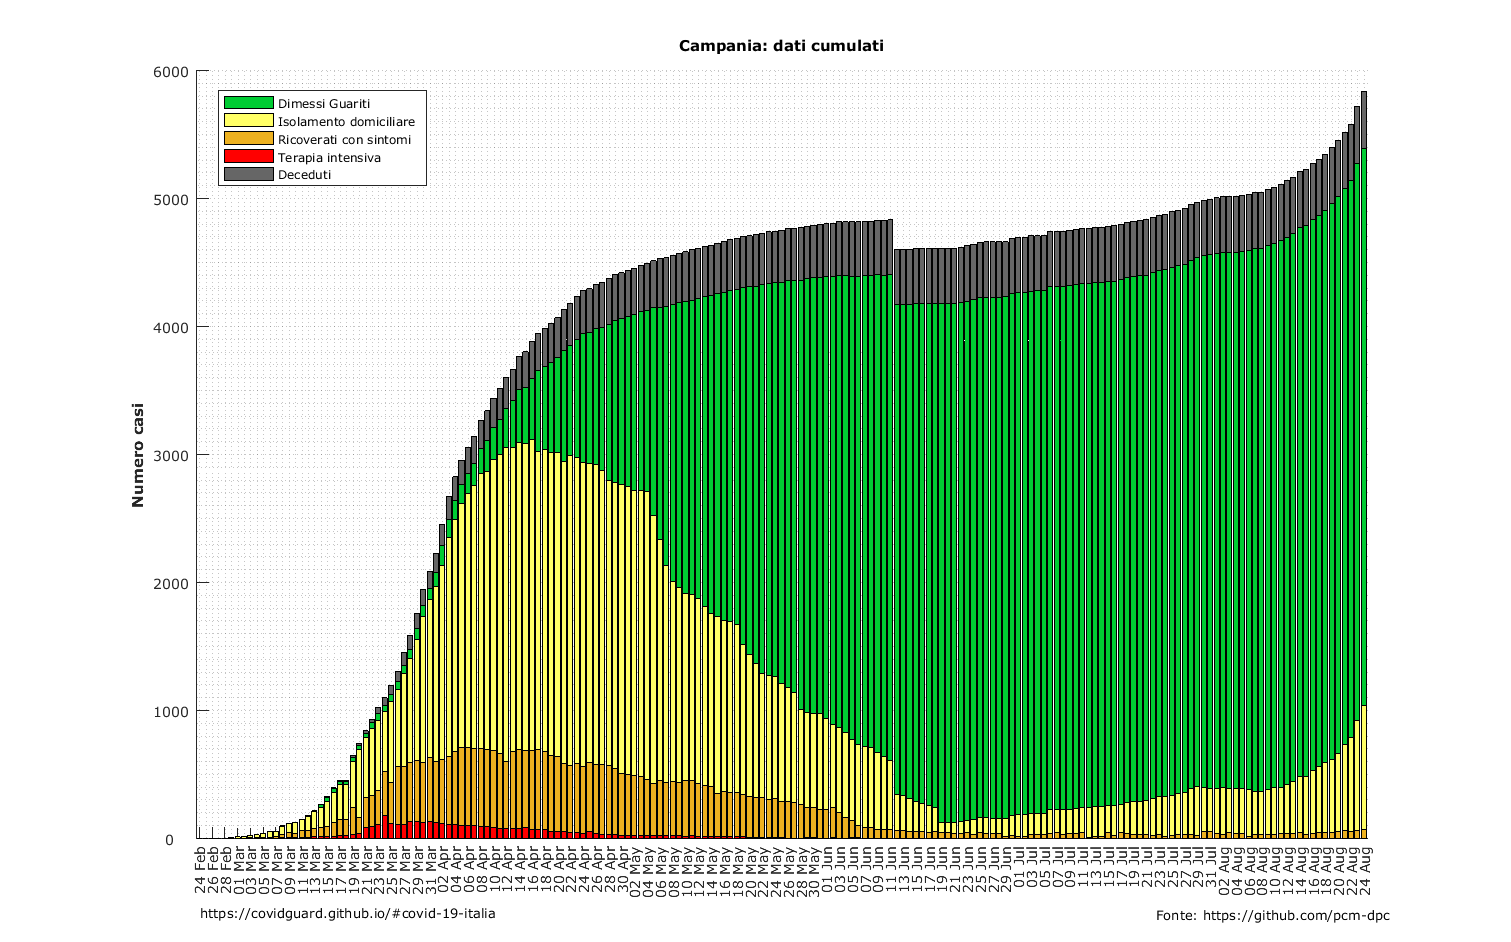 Campania: dati cumulati
6000
5000
4000
3000
2000
1000
0
Numero casi
Dimessi Guariti
Isolamento domiciliare
Ricoverati con sintomi
Terapia intensiva
Deceduti
24 Feb
26 Feb
28 Feb
01 Mar
03 Mar
05 Mar
07 Mar
09 Mar
11 Mar
13 Mar
15 Mar
17 Mar
19 Mar
21 Mar
23 Mar
25 Mar
27 Mar
29 Mar
31 Mar
02 Apr
04 Apr
06 Apr
08 Apr
10 Apr
12 Apr
14 Apr
16 Apr
18 Apr
20 Apr
22 Apr
24 Apr
26 Apr
28 Apr
30 Apr
02 May
04 May
06 May
08 May
10 May
12 May
14 May
16 May
18 May
20 May
22 May
24 May
26 May
28 May
30 May
01 Jun
03 Jun
05 Jun
07 Jun
09 Jun
11 Jun
13 Jun
15 Jun
17 Jun
19 Jun
21 Jun
23 Jun
25 Jun
27 Jun
29 Jun
01 Jul
03 Jul
05 Jul
07 Jul
09 Jul
11 Jul
13 Jul
15 Jul
17 Jul
19 Jul
21 Jul
23 Jul
25 Jul
27 Jul
29 Jul
31 Jul
02 Aug
04 Aug
06 Aug
08 Aug
10 Aug
12 Aug
14 Aug
16 Aug
18 Aug
20 Aug
22 Aug
24 Aug
https://covidguard.github.io/#covid-19-italia
Fonte: https://github.com/pcm-dpc